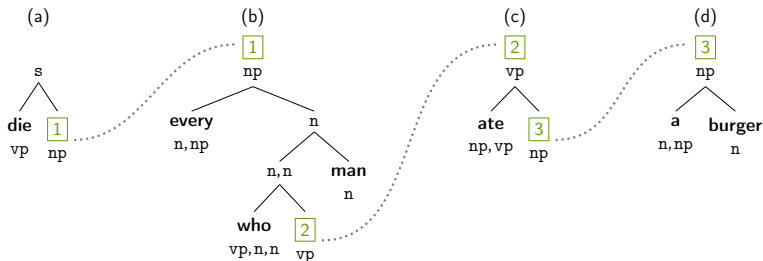 (a) (b) (c) (d)
1 2 3
s np vp np
die 1 every n ate 3 a burger
vp np n,np np,vp np n,np n
n,n man
n
who 2
vp,n,n vp